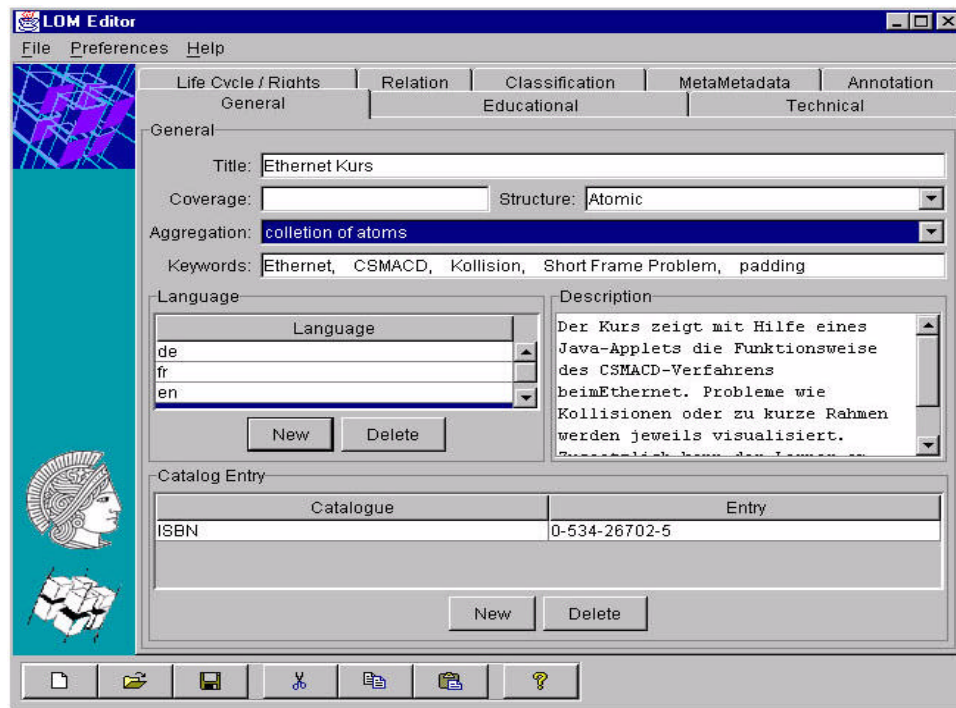 LOM Editor
File Preferences Help
Life Cycle / Rights Relation Classification MetaMetadata Annotation
General Educational Technical
General
Title: Ethernet Kurs
Coverage: Structure: Atomic
Aggregation: colletion of atoms
Keywords: Ethernet, CSMACD, Kollision, Short Frame Problem, padding
Language
Language
de
fr
en
New Delete
Description
Der Kurs zeigt mit Hilfe eines
Java-Applets die Funktionsweise
des CSMACD-Verfahrens
beimEthernet. Probleme wie
Kollisionen oder zu kurze Rahmen
werden jeweils visualisiert.
Catalog Entry
Catalogue Entry
ISBN 0-534-26702-5
New Delete